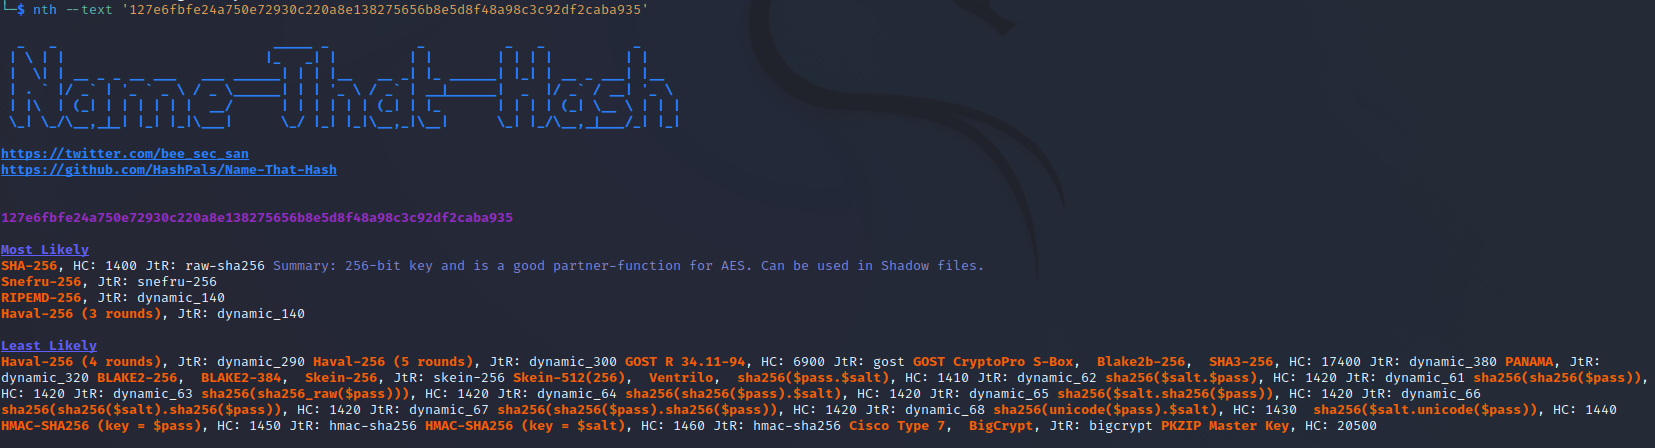 └─$ nth --text '127e6fbfe24a750e72930c220a8e138275656b8e5d8f48a98c3c92df2caba935'
Name-That-Hash
https://twitter.com/bee_sec_san
https://github.com/HashPals/Name-That-Hash
127e6fbfe24a750e72930c220a8e138275656b8e5d8f48a98c3c92df2caba935
Most Likely
SHA-256, HC: 1400 JtR: raw-sha256 Summary: 256-bit key and is a good partner-function for AES. Can be used in Shadow files.
Snefru-256, JtR: snefru-256
RIPEMD-256, JtR: dynamic_140
Haval-256 (3 rounds), JtR: dynamic_140
Least Likely
Haval-256 (4 rounds), JtR: dynamic_290 Haval-256 (5 rounds), JtR: dynamic_300 GOST R 34.11-94, HC: 6900 JtR: gost GOST CryptoPro S-Box,  Blake2b-256,  SHA3-256, HC: 17400 JtR: dynamic_380 PANAMA, JtR:
dynamic_320 BLAKE2-256,  BLAKE2-384,  Skein-256, JtR: skein-256 Skein-512(256),  Ventrilo,  sha256($pass.$salt), HC: 1410 JtR: dynamic_62 sha256($salt.$pass), HC: 1420 JtR: dynamic_61 sha256(sha256($pass)),
HC: 1420 JtR: dynamic_63 sha256(sha256_raw($pass))), HC: 1420 JtR: dynamic_64 sha256(sha256($pass).$salt), HC: 1420 JtR: dynamic_65 sha256($salt.sha256($pass)), HC: 1420 JtR: dynamic_66
sha256(sha256($salt).sha256($pass)), HC: 1420 JtR: dynamic_67 sha256(sha256($pass).sha256($pass)), HC: 1420 JtR: dynamic_68 sha256(unicode($pass).$salt), HC: 1430  sha256($salt.unicode($pass)), HC: 1440
HMAC-SHA256 (key = $pass), HC: 1450 JtR: hmac-sha256 HMAC-SHA256 (key = $salt), HC: 1460 JtR: hmac-sha256 Cisco Type 7,  BigCrypt, JtR: bigcrypt PKZIP Master Key, HC: 20500